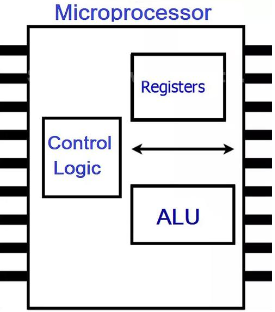 Microprocessor
Registers
Control
Logic
ALU